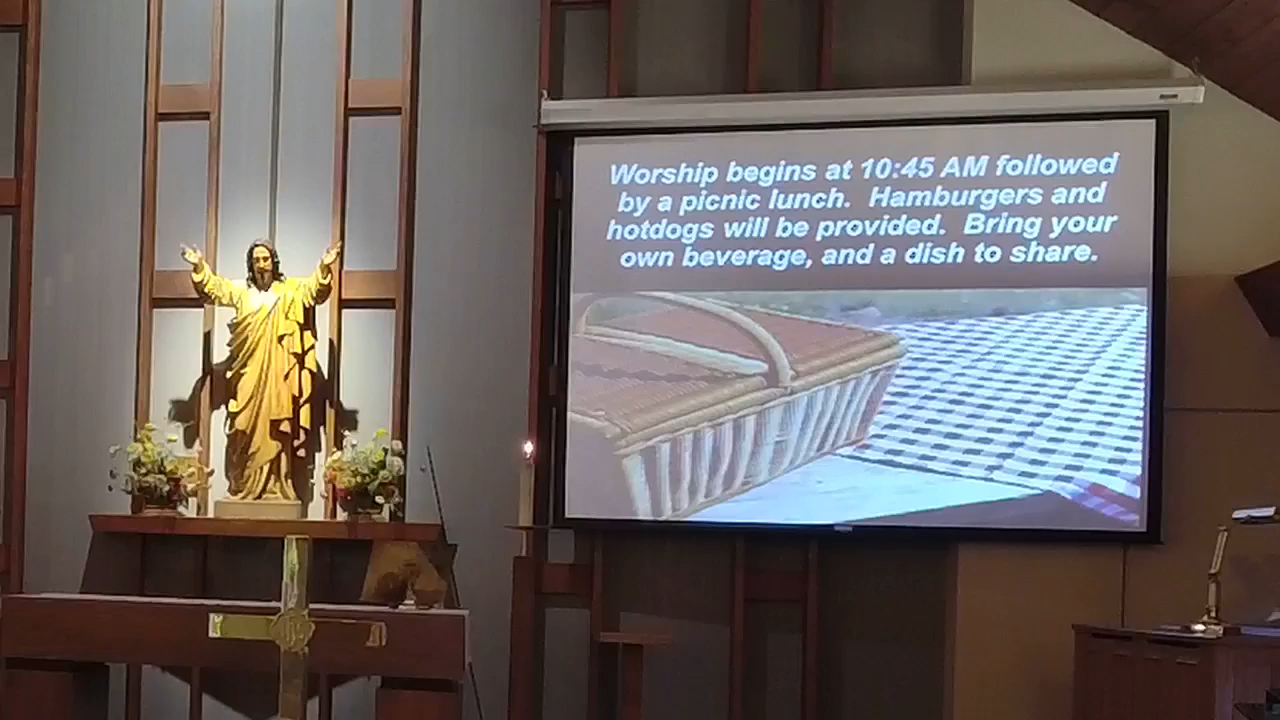 Worship begins at 10:45 AM followed
by a picnic lunch.  Hamburgers and
hotdogs will be provided.  Bring your
own beverage, and a dish to share.